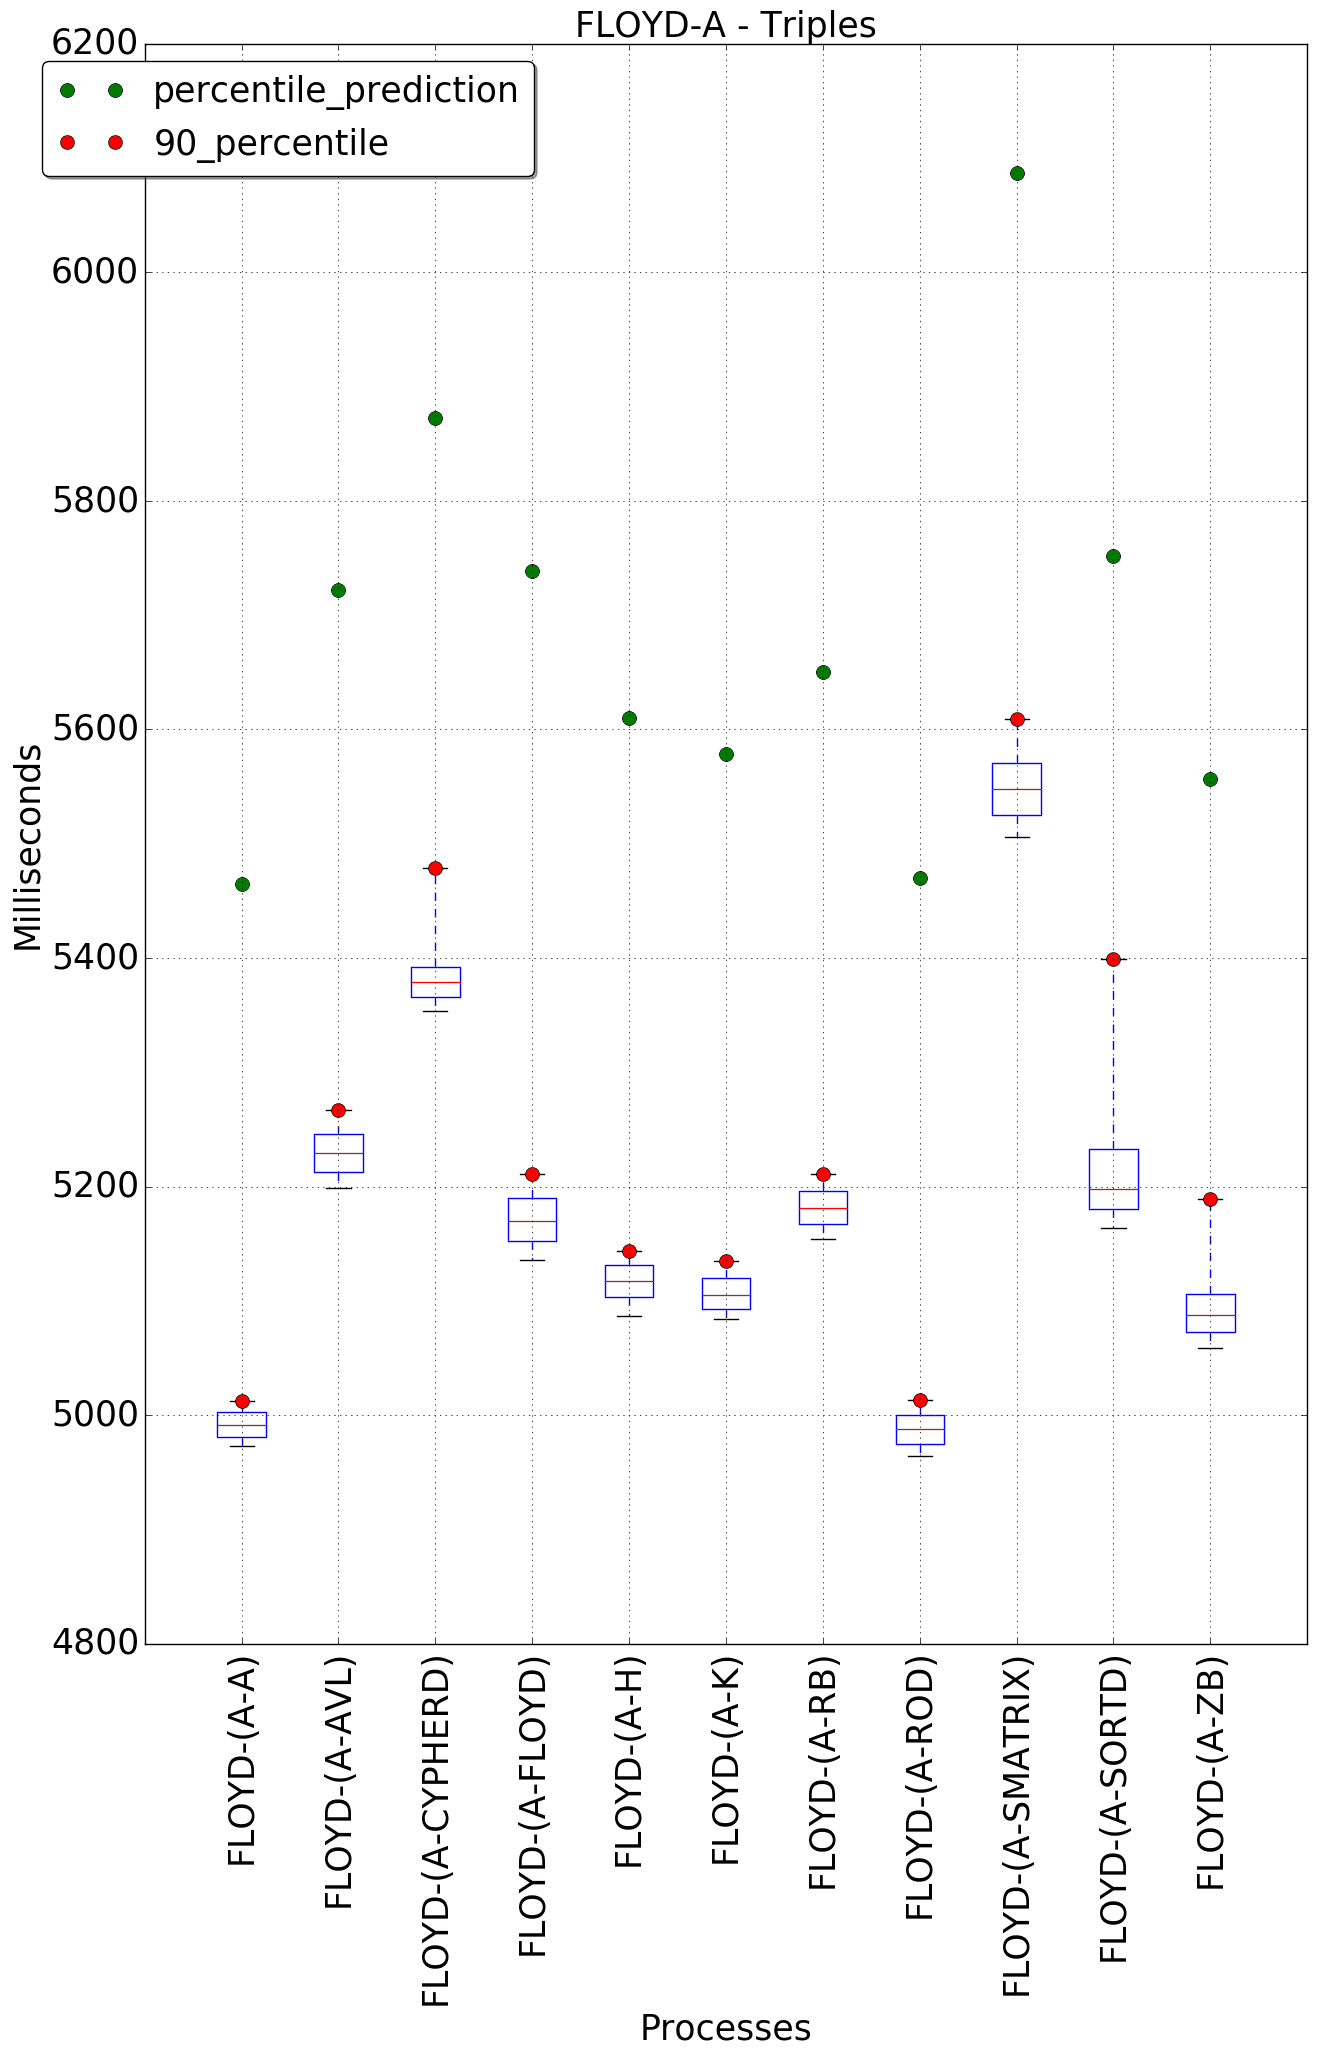 FLOYD-A - Triples
percentile_prediction
90_percentile
6200
6000
5800
5600
5400
5200
5000
4800
Milliseconds
FLOYD-(A-A)
FLOYD-(A-AVL)
FLOYD-(A-CYPHERD)
FLOYD-(A-FLOYD)
FLOYD-(A-H)
FLOYD-(A-K)
FLOYD-(A-RB)
FLOYD-(A-ROD)
FLOYD-(A-SMATRIX)
FLOYD-(A-SORTD)
FLOYD-(A-ZB)
Processes